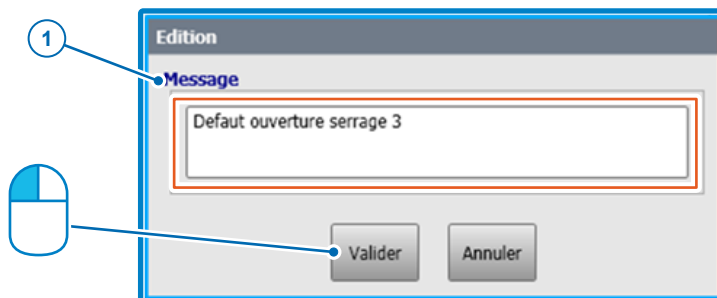 1
Edition
Message
Defaut ouverture serrage 3
Valider
Annuler